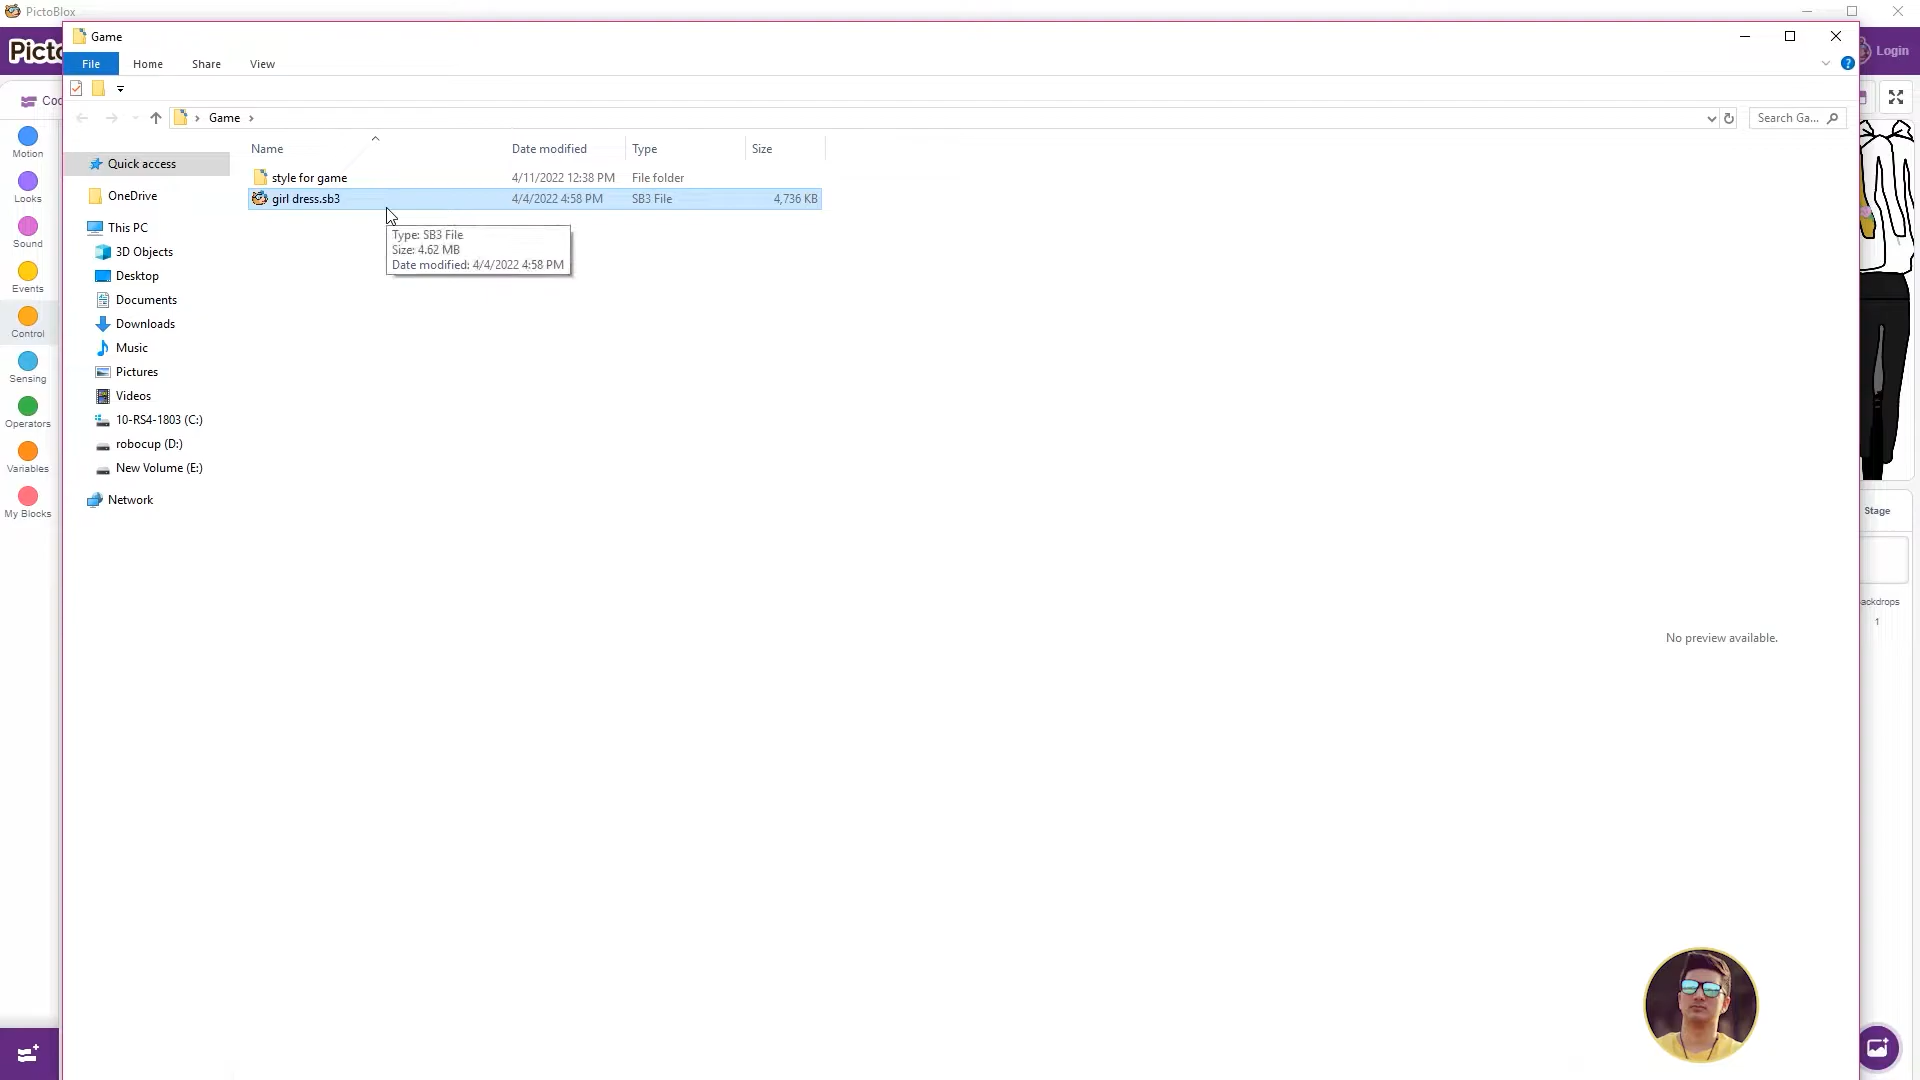 PictoBlox
Picto
Login
Game
File Home Share View
Game
Search Ga...
Name Date modified Type Size
style for game 4/11/2022 12:38 PM File folder
girl dress.sb3 4/4/2022 4:58 PM SB3 File 4,736 KB
Type: SB3 File
Size: 4.62 MB
Date modified: 4/4/2022 4:58 PM
Quick access
OneDrive
This PC
3D Objects
Desktop
Documents
Downloads
Music
Pictures
Videos
10-RS4-1803 (C:)
robocup (D:)
New Volume (E:)
Network
No preview available.
Motion
Looks
Sound
Events
Control
Sensing
Operators
Variables
My Blocks
Stage
ackdrops
1